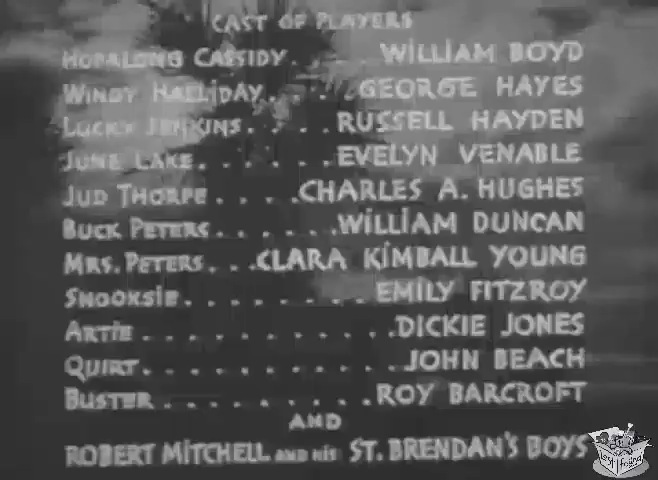 CAST OF PLAYERS
HOPALONG CASSIDY. . . . WILLIAM BOYD
WINDY HALLIDAY. . . . GEORGE HAYES
LUCKY JENKINS. . . . . RUSSELL HAYDEN
JUNE LAKE. . . . . . EVELYN VENABLE
JUD THORPE . . . . CHARLES A. HUGHES
BUCK PETERS. . . . . . WILLIAM DUNCAN
MRS. PETERS. . . CLARA KIMBALL YOUNG
SNOOKSIE. . . . . . . . EMILY FITZROY
ARTIE . . . . . . . . . . . DICKIE JONES
QUIRT. . . . . . . . . . . JOHN BEACH
BUSTER . . . . . . . . . ROY BARCROFT
AND
ROBERT MITCHELL AND HIS ST. BRENDAN'S BOYS
Lost Found